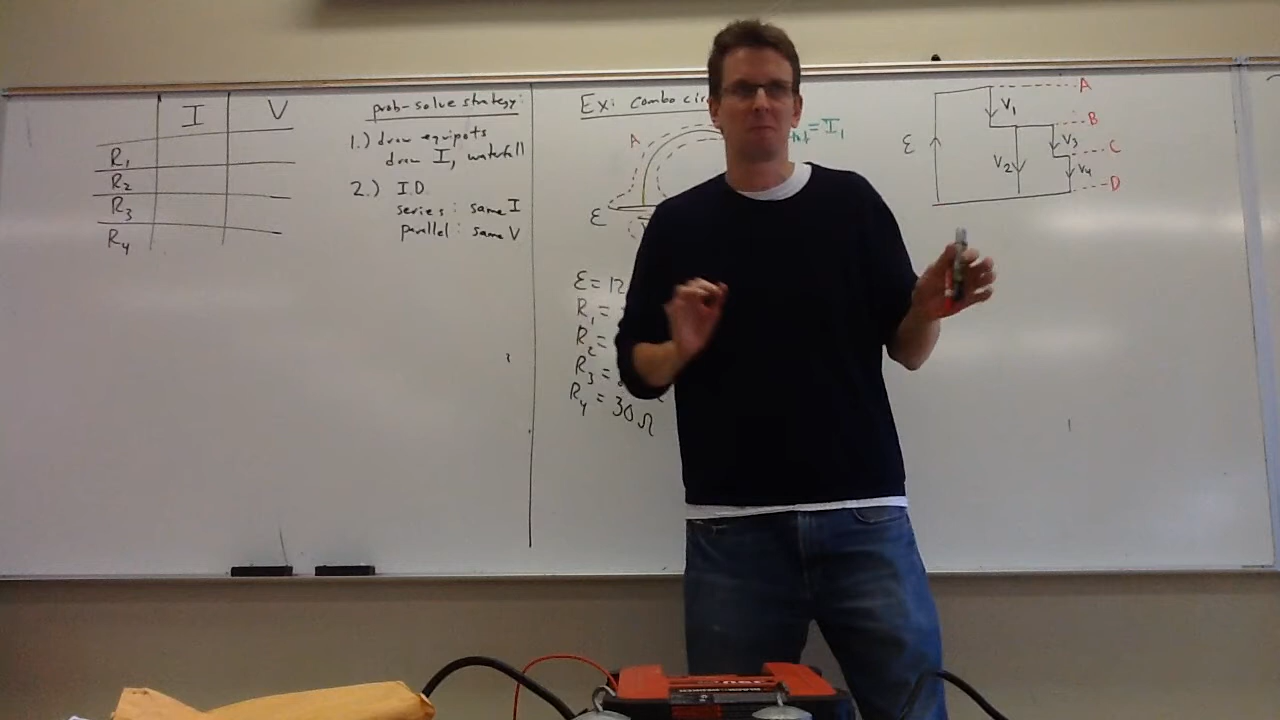 I V
R1
R2
R3
R4
prob-solve strategy:
1.) draw equipots
draw I, waterfall
2.) I.D.
series: same I
parallel: same V
Ex: combo
A
= I1
ε
ε = 12
R1 =
R2 =
R3 =
R4 = 30 Ω
ε
V1
V2
V3
V4
A
B
C
D